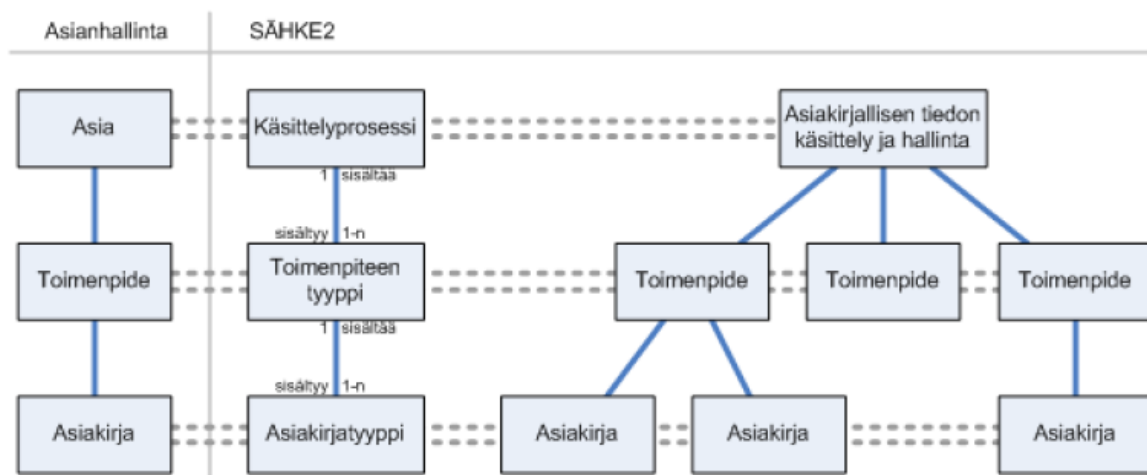 Asianhallinta
SÄHKE2
Asia
Käsittelyprosessi
Asiakirjallisen tiedon
käsittely ja hallinta
1 sisältää
sisältyy 1-n
Toimenpide
Toimenpiteen
tyyppi
Toimenpide
Toimenpide
Toimenpide
1 sisältää
sisältyy 1-n
Asiakirja
Asiakirjatyyppi
Asiakirja
Asiakirja
Asiakirja